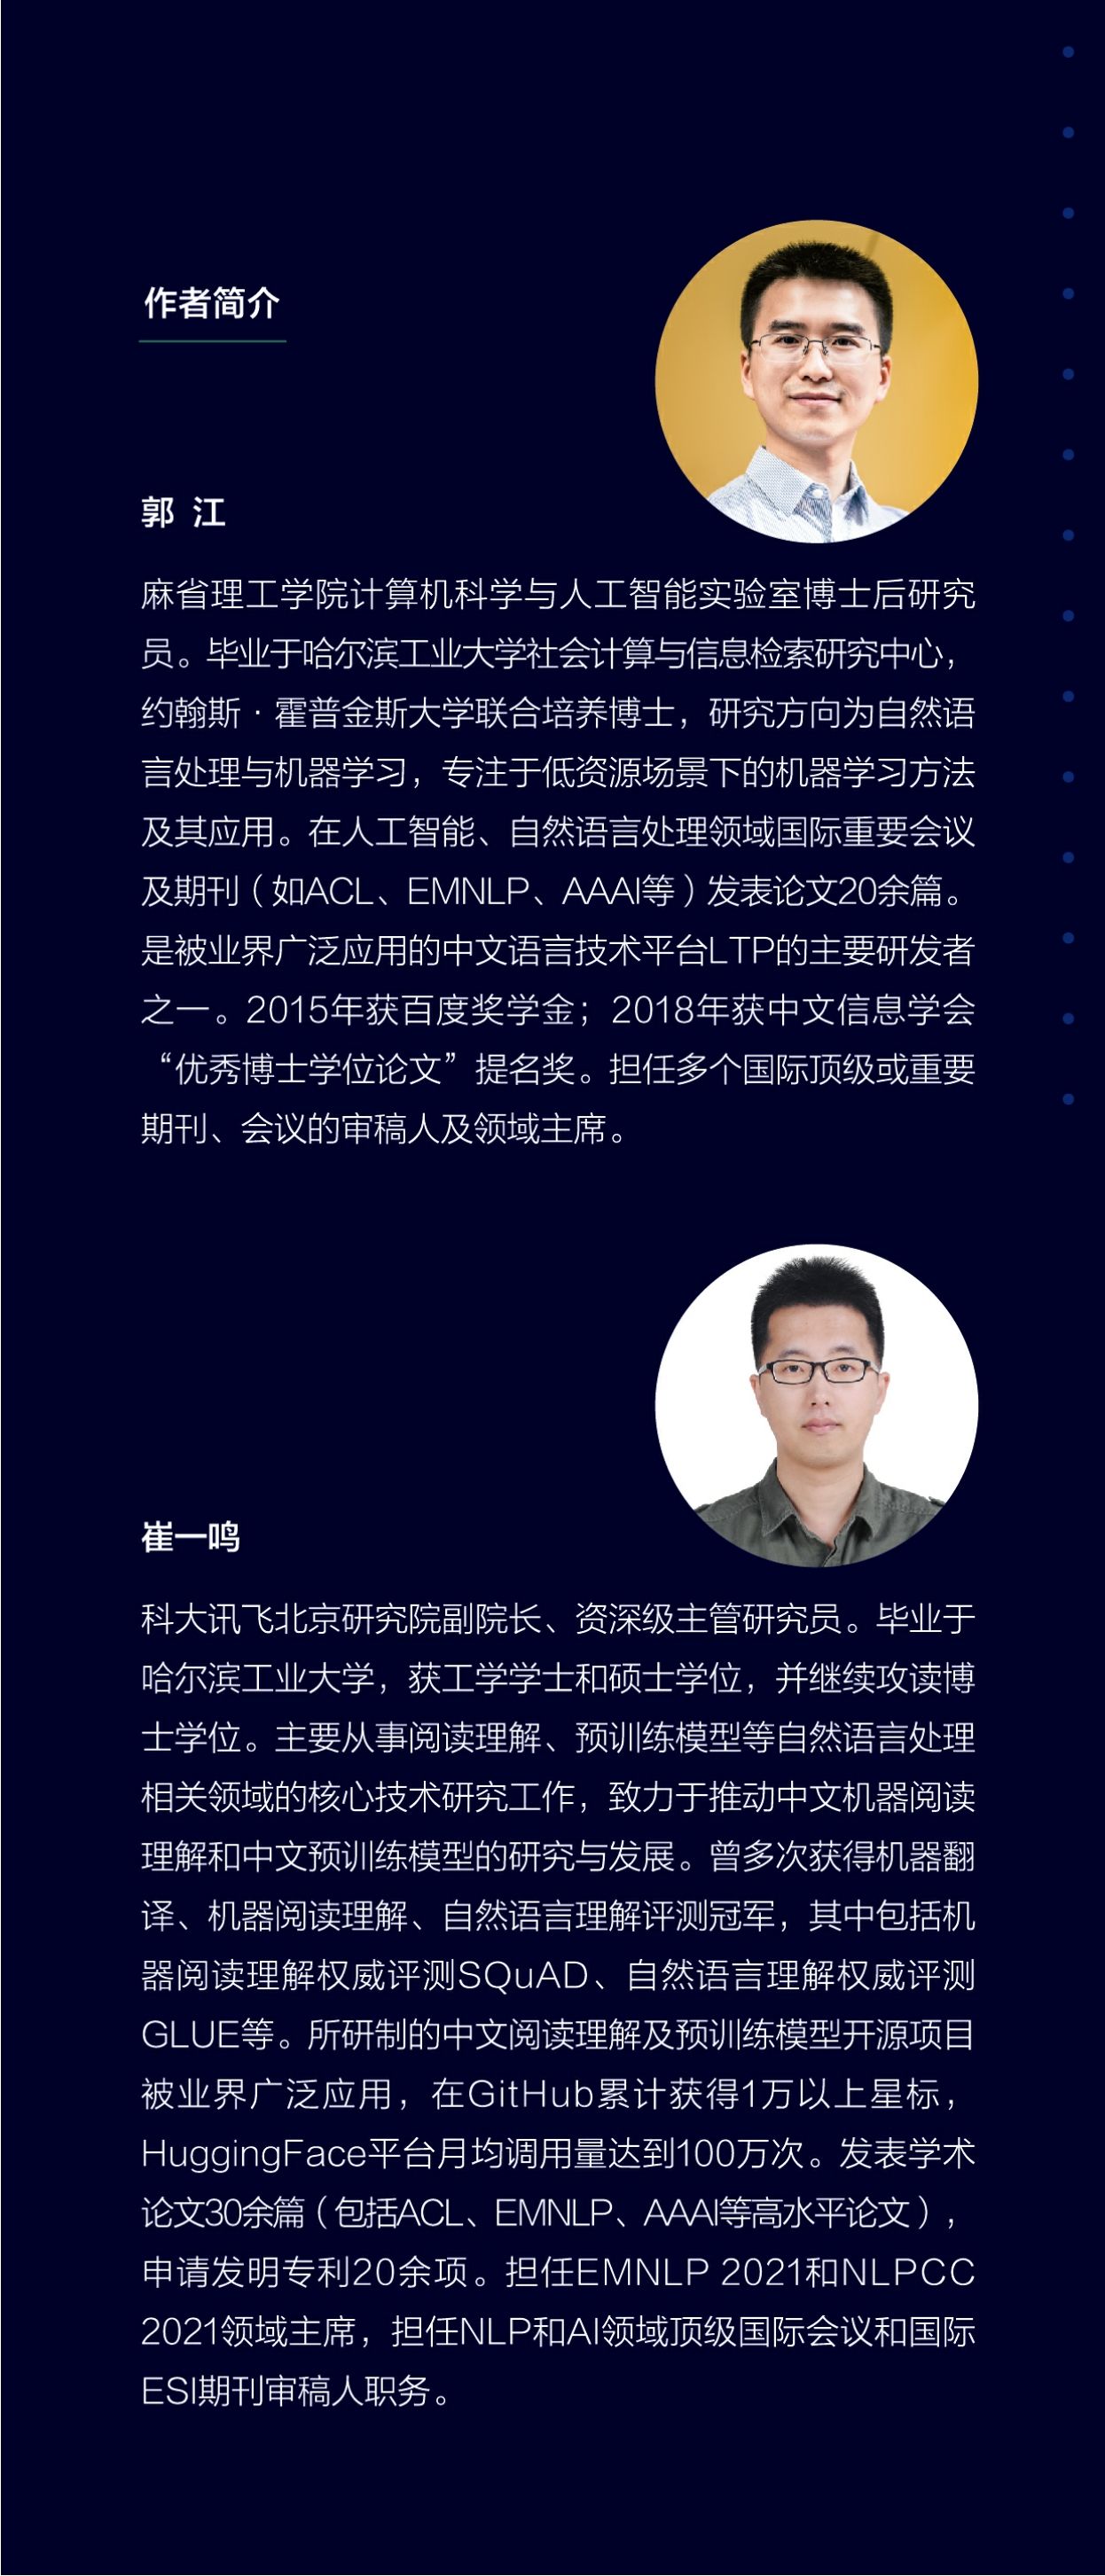 作者简介
郭 江
麻省理工学院计算机科学与人工智能实验室博士后研究
员。毕业于哈尔滨工业大学社会计算与信息检索研究中心，
约翰斯·霍普金斯大学联合培养博士，研究方向为自然语
言处理与机器学习，专注于低资源场景下的机器学习方法
及其应用。在人工智能、自然语言处理领域国际重要会议
及期刊（如ACL、EMNLP、AAAI等）发表论文20余篇。
是被业界广泛应用的中文语言技术平台LTP的主要研发者
之一。2015年获百度奖学金；2018年获中文信息学会
“优秀博士学位论文”提名奖。担任多个国际顶级或重要
期刊、会议的审稿人及领域主席。
崔一鸣
科大讯飞北京研究院副院长、资深级主管研究员。毕业于
哈尔滨工业大学，获工学学士和硕士学位，并继续攻读博
士学位。主要从事阅读理解、预训练模型等自然语言处理
相关领域的核心技术研究工作，致力于推动中文机器阅读
理解和中文预训练模型的研究与发展。曾多次获得机器翻
译、机器阅读理解、自然语言理解评测冠军，其中包括机
器阅读理解权威评测SQuAD、自然语言理解权威评测
GLUE等。所研制的中文阅读理解及预训练模型开源项目
被业界广泛应用，在GitHub累计获得1万以上星标，
HuggingFace平台月均调用量达到100万次。发表学术
论文30余篇（包括ACL、EMNLP、AAAI等高水平论文），
申请发明专利20余项。担任EMNLP 2021和NLPCC
2021领域主席，担任NLP和AI领域顶级国际会议和国际
ESI期刊审稿人职务。